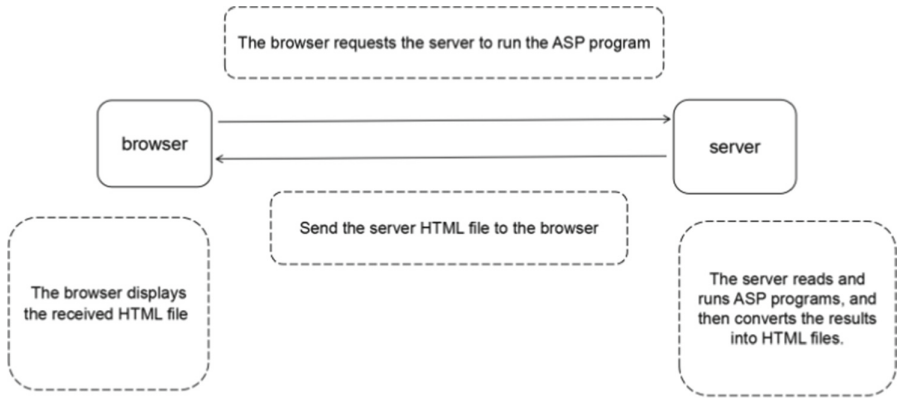 The browser requests the server to run the ASP program
browser
server
Send the server HTML file to the browser
The browser displays
the received HTML file
The server reads and
runs ASP programs, and
then converts the results
into HTML files.